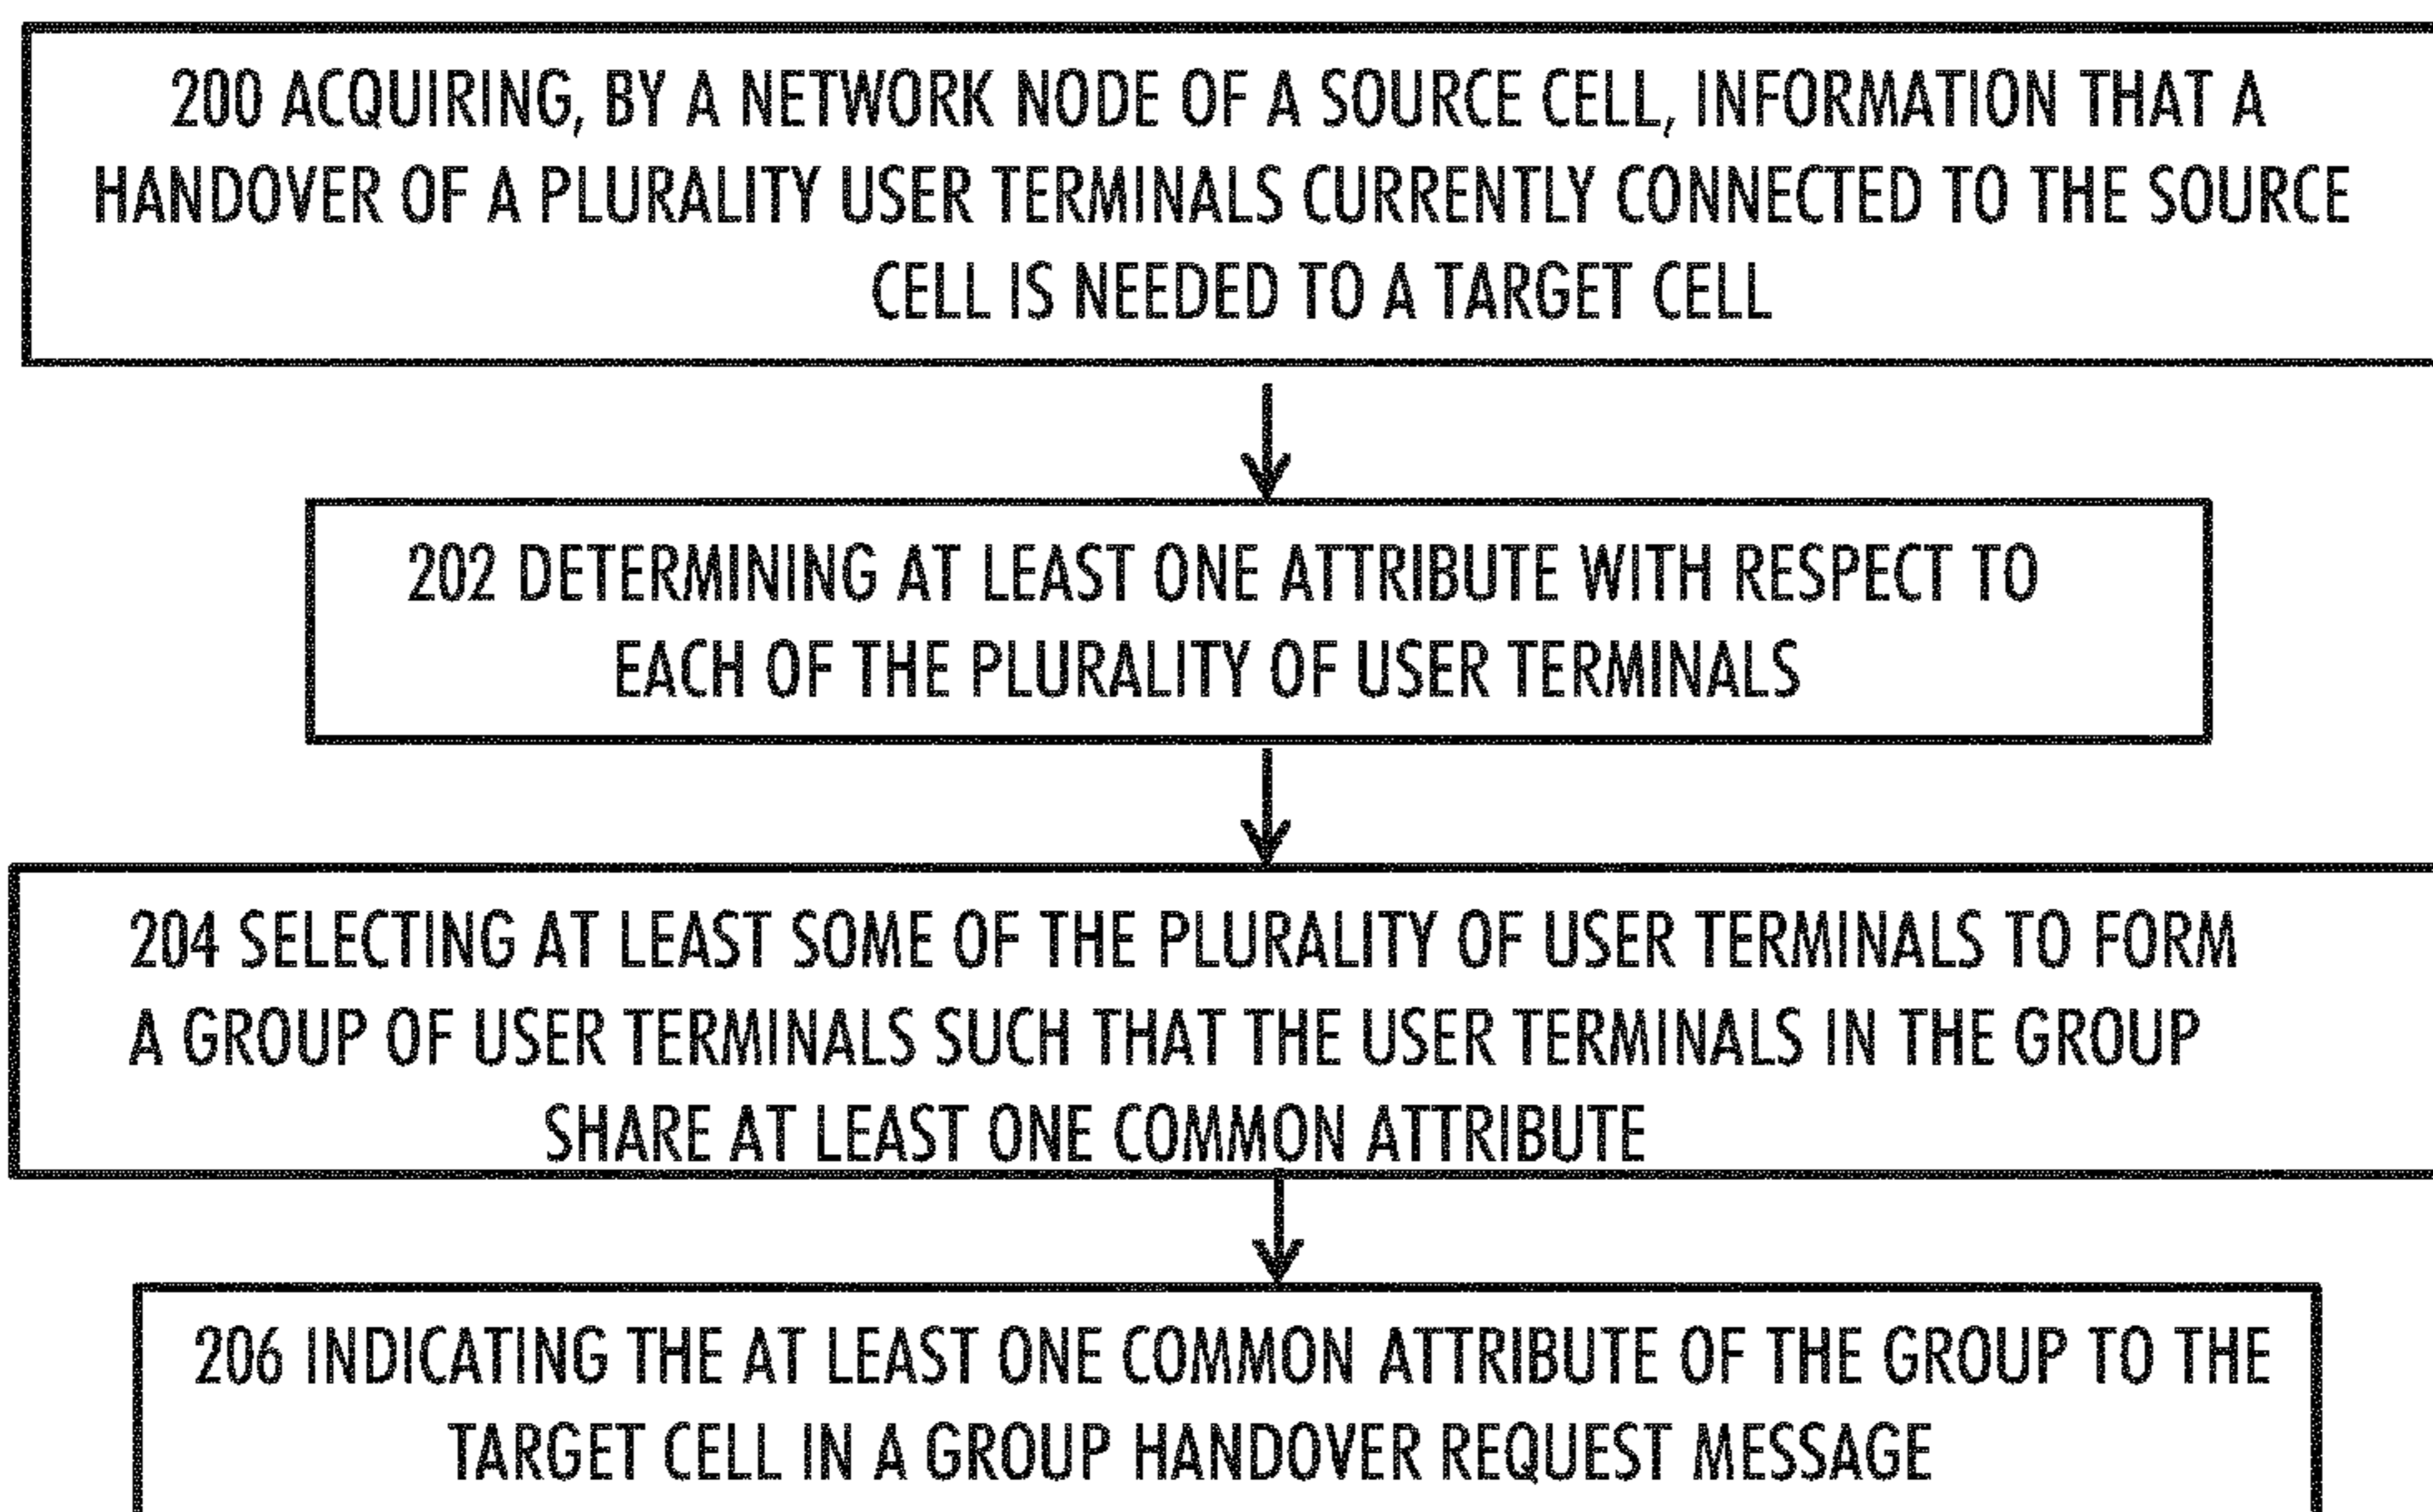 200 ACQUIRING, BY A NETWORK NODE OF A SOURCE CELL, INFORMATION THAT A
HANDOVER OF A PLURALITY USER TERMINALS CURRENTLY CONNECTED TO THE SOURCE
CELL IS NEEDED TO A TARGET CELL
202 DETERMINING AT LEAST ONE ATTRIBUTE WITH RESPECT TO
EACH OF THE PLURALITY OF USER TERMINALS
204 SELECTING AT LEAST SOME OF THE PLURALITY OF USER TERMINALS TO FORM
A GROUP OF USER TERMINALS SUCH THAT THE USER TERMINALS IN THE GROUP
SHARE AT LEAST ONE COMMON ATTRIBUTE
206 INDICATING THE AT LEAST ONE COMMON ATTRIBUTE OF THE GROUP TO THE
TARGET CELL IN A GROUP HANDOVER REQUEST MESSAGE